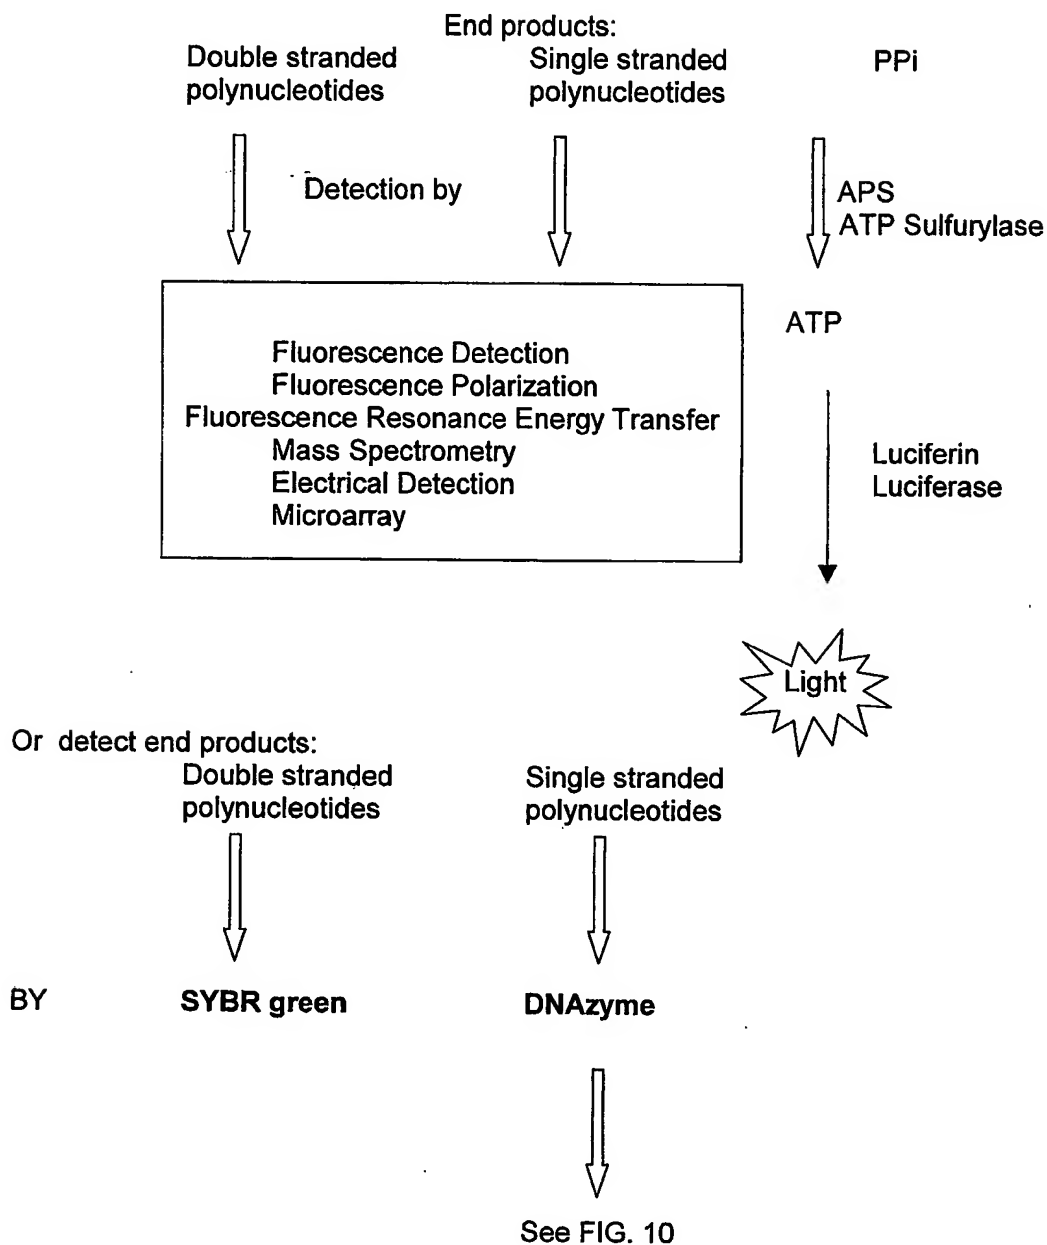 End products:
Double stranded
polynucleotides
Single stranded
polynucleotides
PPi
Detection by
APS
ATP Sulfurylase
Fluorescence Detection
Fluorescence Polarization
Fluorescence Resonance Energy Transfer
Mass Spectrometry
Electrical Detection
Microarray
ATP
Luciferin
Luciferase
Light
Or detect end products:
Double stranded
polynucleotides
Single stranded
polynucleotides
BY
SYBR green
DNAzyme
See FIG. 10